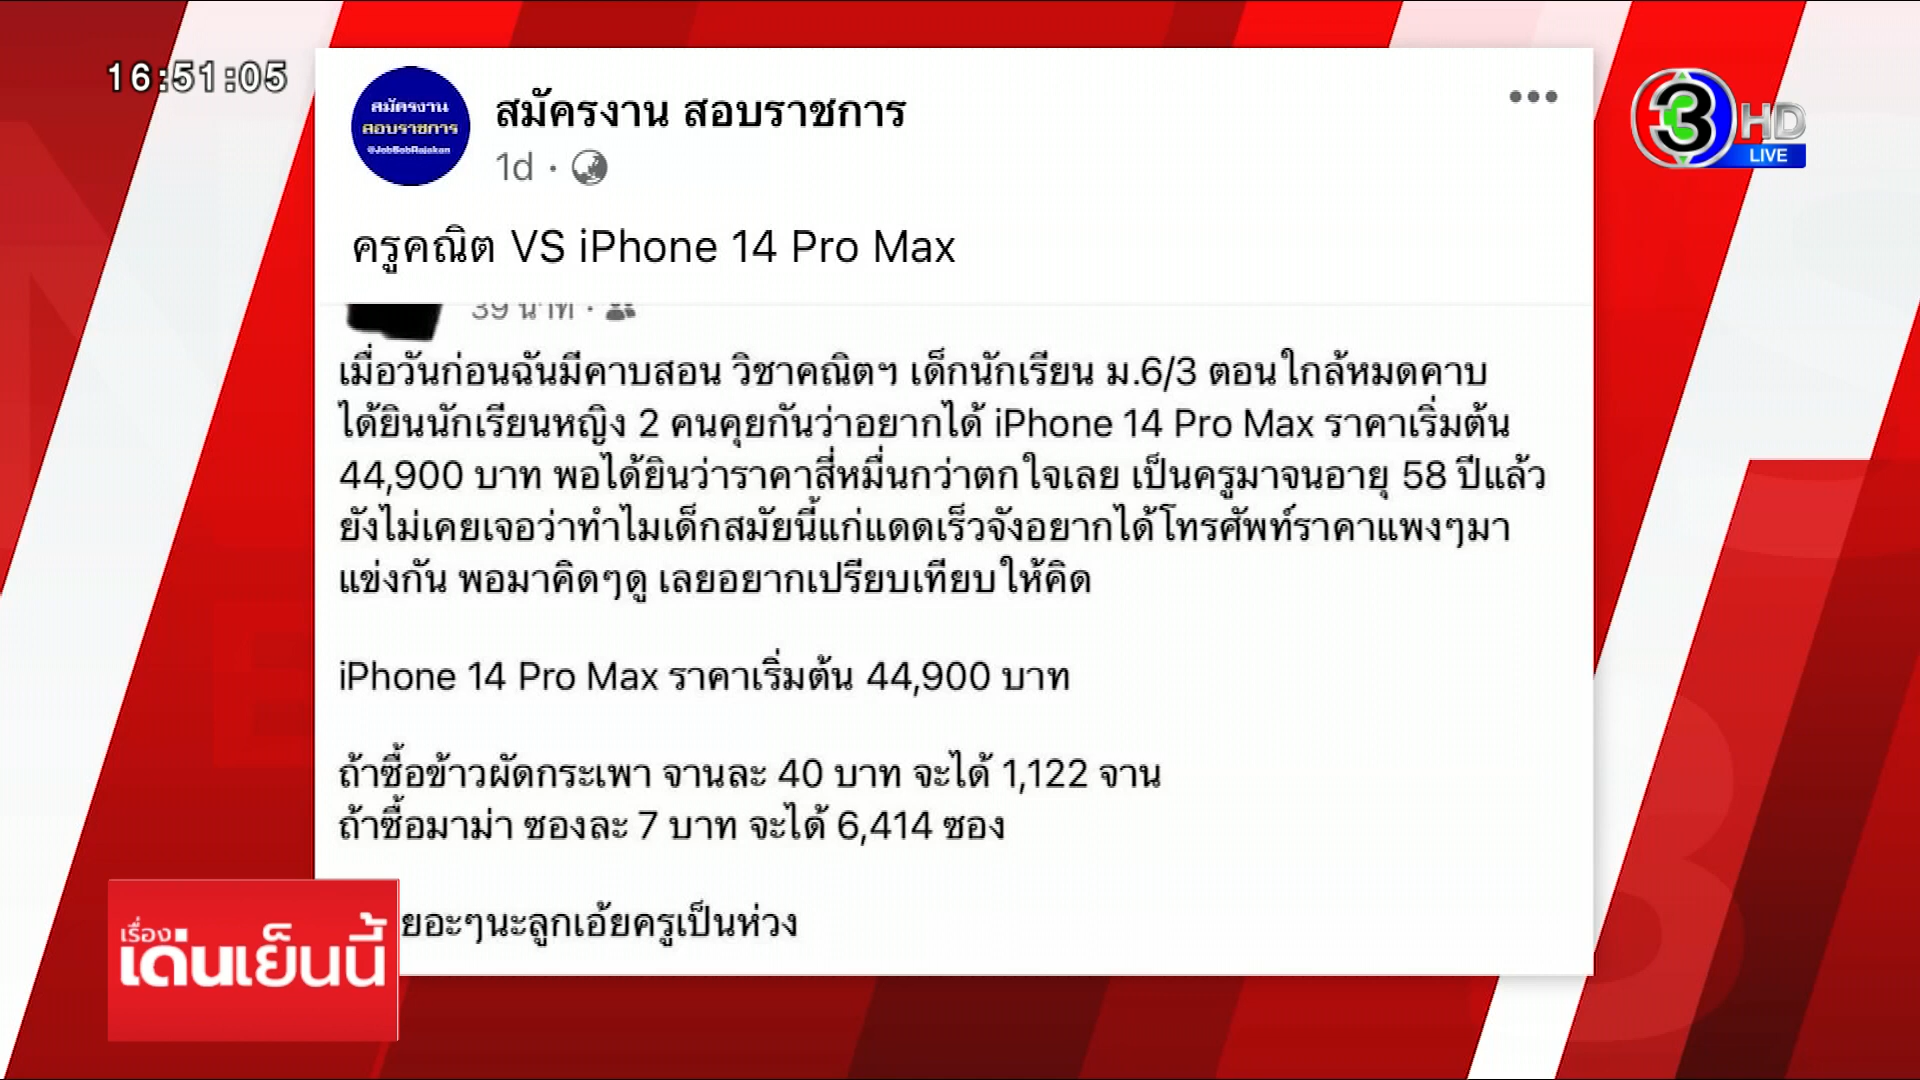 16:51:05
สมัครงาน
สอบราชการ
@JobSobRajakan
สมัครงาน สอบราชการ
1d
3 HD
LIVE
ครูคณิต VS iPhone 14 Pro Max
39 นาที
เมื่อวันก่อนฉันมีคาบสอน วิชาคณิตฯ เด็กนักเรียน ม.6/3 ตอนใกล้หมดคาบ
ได้ยินนักเรียนหญิง 2 คนคุยกันว่าอยากได้ iPhone 14 Pro Max ราคาเริ่มต้น
44,900 บาท พอได้ยินว่าราคาสี่หมื่นกว่าตกใจเลย เป็นครูมาจนอายุ 58 ปีแล้ว
ยังไม่เคยเจอว่าทำไมเด็กสมัยนี้แก่แดดเร็วจังอยากได้โทรศัพท์ราคาแพงๆมา
แข่งกัน พอมาคิดๆดู เลยอยากเปรียบเทียบให้คิด
iPhone 14 Pro Max ราคาเริ่มต้น 44,900 บาท
ถ้าซื้อข้าวผัดกระเพา จานละ 40 บาท จะได้ 1,122 จาน
ถ้าซื้อมาม่า ซองละ 7 บาท จะได้ 6,414 ซอง
ยอะๆนะลูกเอ้ยครูเป็นห่วง
เรื่อง
เด่นเย็นนี้